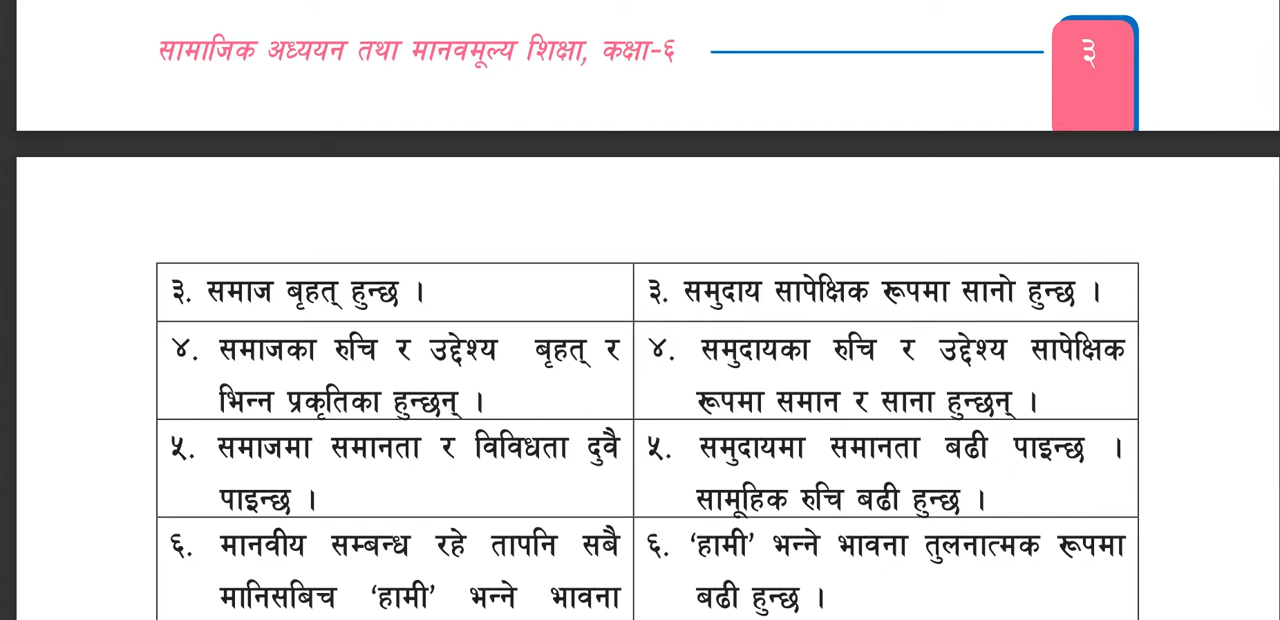 सामाजिक अध्ययन तथा मानवमूल्य शिक्षा, कक्षा-६
३
३. समाज बृहत् हुन्छ ।
३. समुदाय सापेक्षिक रूपमा सानो हुन्छ ।
४. समाजका रुचि र उद्देश्य बृहत् र
भिन्न प्रकृतिका हुन्छन् ।
४. समुदायका रुचि र उद्देश्य सापेक्षिक
रूपमा समान र साना हुन्छन् ।
५. समाजमा समानता र विविधता दुवै
पाइन्छ ।
५. समुदायमा समानता बढी पाइन्छ ।
सामूहिक रुचि बढी हुन्छ ।
६. मानवीय सम्बन्ध रहे तापनि सबै
मानिसबिच ‘हामी’ भन्ने भावना
६. ‘हामी’ भन्ने भावना तुलनात्मक रूपमा
बढी हुन्छ ।